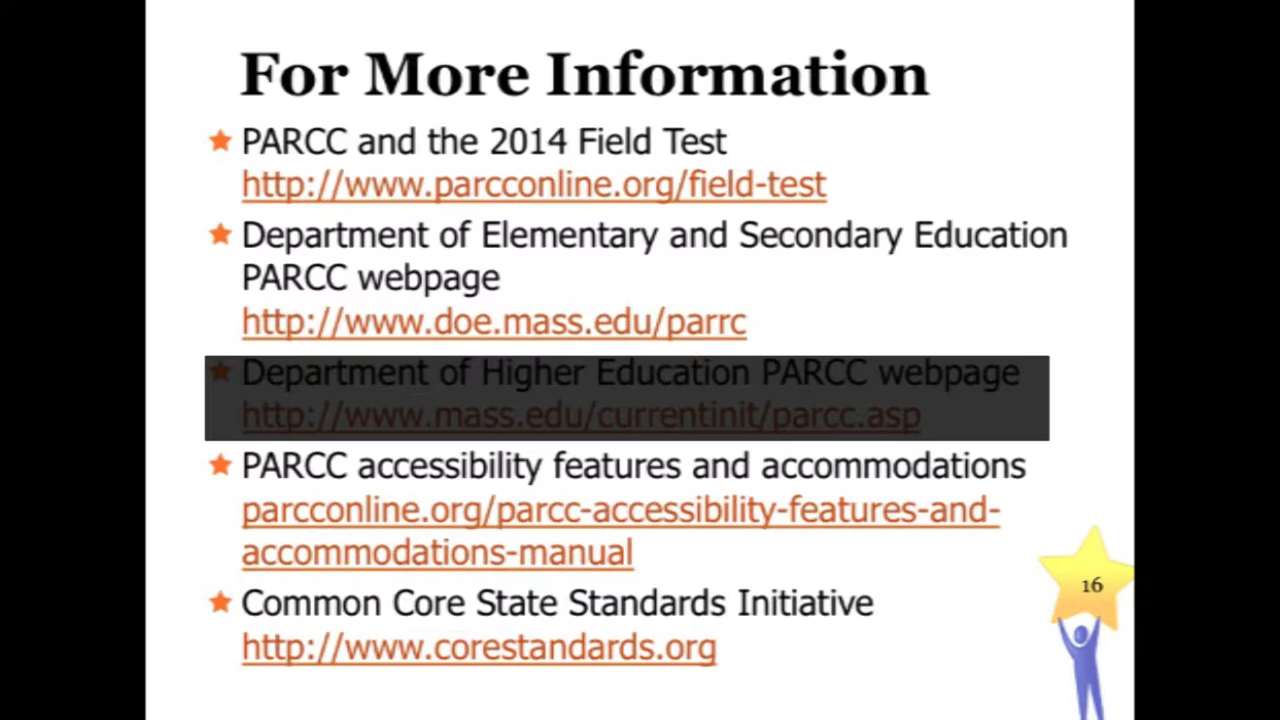 For More Information
PARCC and the 2014 Field Test
http://www.parcconline.org/field-test
Department of Elementary and Secondary Education
PARCC webpage
http://www.doe.mass.edu/parrc
Department of Higher Education PARCC webpage
http://www.mass.edu/currentinit/parcc.asp
PARCC accessibility features and accommodations
parcconline.org/parcc-accessibility-features-and-
accommodations-manual
Common Core State Standards Initiative
http://www.corestandards.org
16